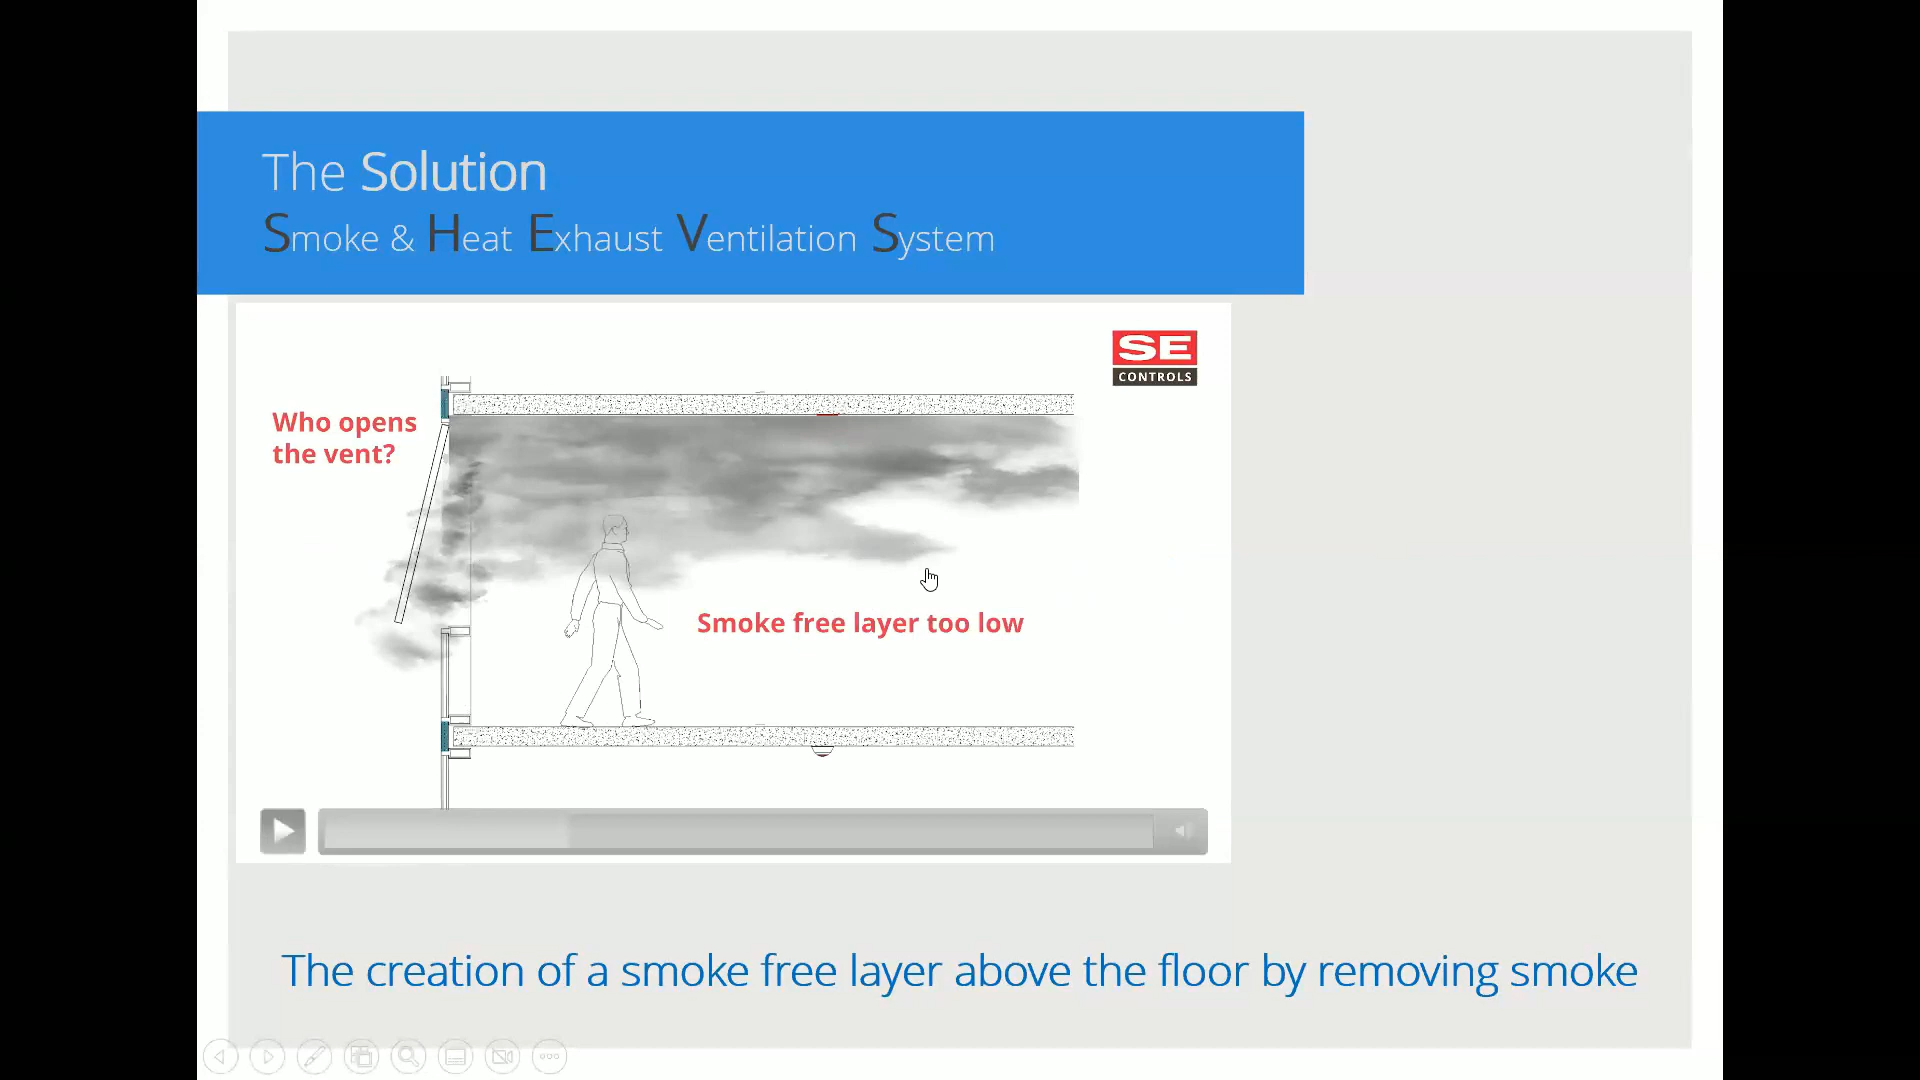 The Solution
Smoke & Heat Exhaust Ventilation System
SE
CONTROLS
Who opens
the vent?
Smoke free layer too low
The creation of a smoke free layer above the floor by removing smoke